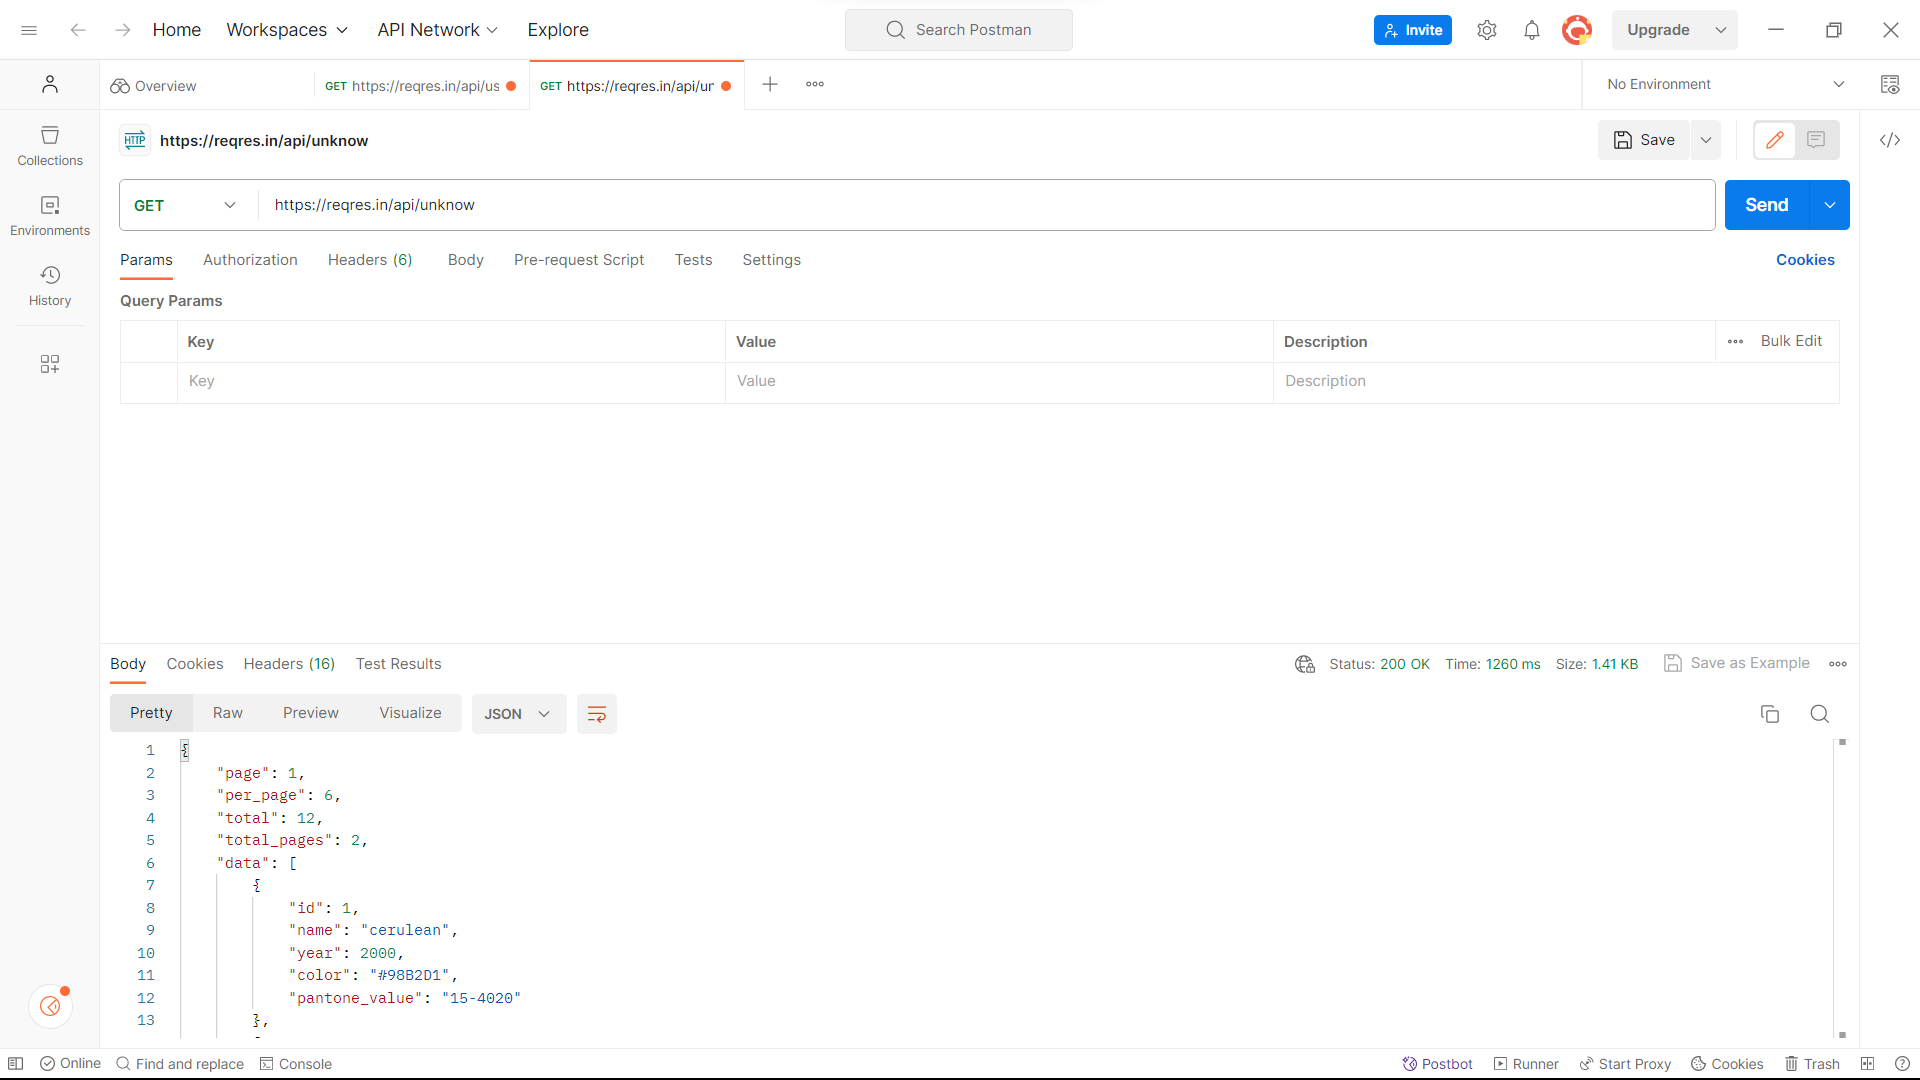 Home Workspaces API Network Explore Search Postman Invite Upgrade
Overview GET https://reqres.in/api/us GET https://reqres.in/api/ur No Environment
HTTP https://reqres.in/api/unknow Save
GET https://reqres.in/api/unknow Send
Collections
Environments
History
Params Authorization Headers (6) Body Pre-request Script Tests Settings Cookies
Query Params
Key Value Description Bulk Edit
Key Value Description
Body Cookies Headers (16) Test Results Status: 200 OK Time: 1260 ms Size: 1.41 KB Save as Example
Pretty Raw Preview Visualize JSON
1 {
2 "page": 1,
3 "per_page": 6,
4 "total": 12,
5 "total_pages": 2,
6 "data": [
7 {
8 "id": 1,
9 "name": "cerulean",
10 "year": 2000,
11 "color": "#98B2D1",
12 "pantone_value": "15-4020"
13 },
Online Find and replace Console Postbot Runner Start Proxy Cookies Trash